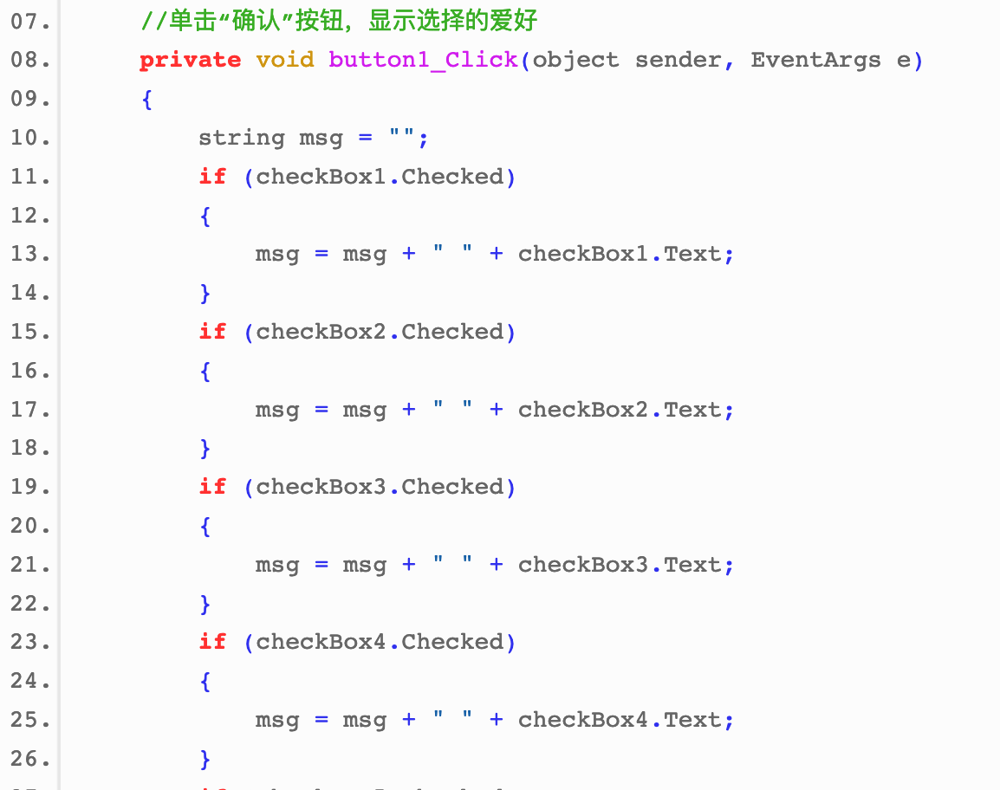 07. //单击“确认”按钮，显示选择的爱好
08. private void button1_Click(object sender, EventArgs e)
09. {
10. string msg = "";
11. if (checkBox1.Checked)
12. {
13. msg = msg + " " + checkBox1.Text;
14. }
15. if (checkBox2.Checked)
16. {
17. msg = msg + " " + checkBox2.Text;
18. }
19. if (checkBox3.Checked)
20. {
21. msg = msg + " " + checkBox3.Text;
22. }
23. if (checkBox4.Checked)
24. {
25. msg = msg + " " + checkBox4.Text;
26. }